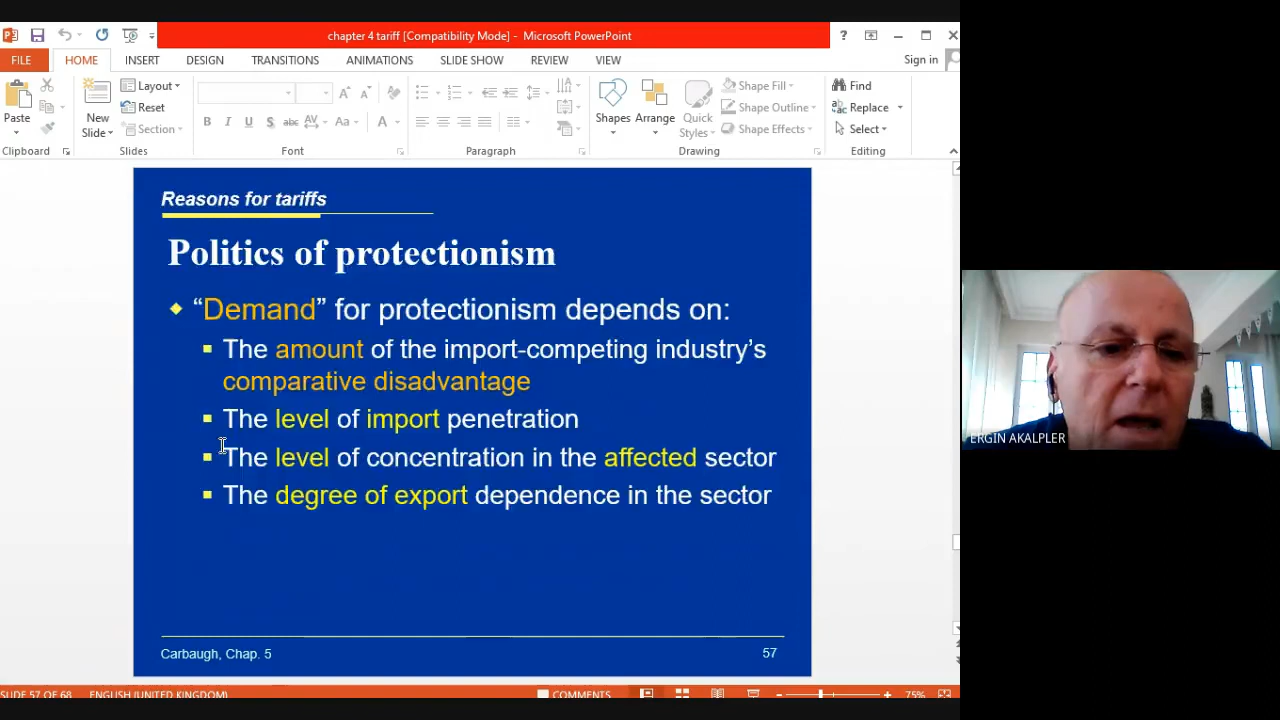 chapter 4 tariff [Compatibility Mode] - Microsoft PowerPoint
FILE HOME INSERT DESIGN TRANSITIONS ANIMATIONS SLIDE SHOW REVIEW VIEW Sign in
Paste
New
Slide
Layout
Reset
Section
B I U S abc AV Aa A
Shapes
Arrange
Quick
Styles
Shape Fill
Shape Outline
Shape Effects
Find
Replace
Select
Clipboard Slides Font Paragraph Drawing Editing
Reasons for tariffs
Politics of protectionism
“Demand” for protectionism depends on:
The amount of the import-competing industry’s
comparative disadvantage
The level of import penetration
The level of concentration in the affected sector
The degree of export dependence in the sector
Carbaugh, Chap. 5 57
ERGIN AKALPLER
SLIDE 57 OF 68 ENGLISH (UNITED KINGDOM) COMMENTS 75%